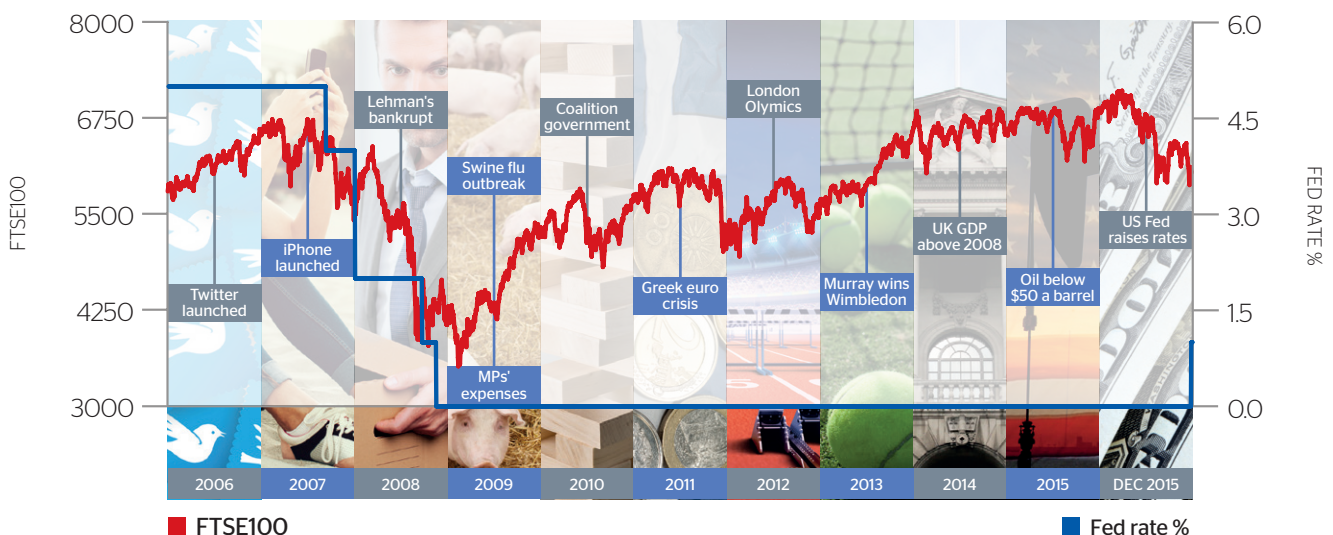 8000
6750
5500
4250
3000
FTSE100
6.0
4.5
3.0
1.5
0.0
FED RATE %
Twitter
launched
iPhone
launched
Lehman's
bankrupt
Swine flu
outbreak
MPs'
expenses
Coalition
government
Greek euro
crisis
London
Olymics
Murray wins
Wimbledon
UK GDP
above 2008
Oil below
$50 a barrel
US Fed
raises rates
2006
2007
2008
2009
2010
2011
2012
2013
2014
2015
DEC 2015
FTSE100
Fed rate %